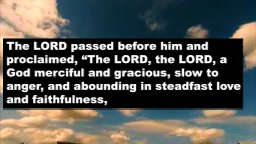 The LORD passed before him and
proclaimed, “The LORD, the LORD, a
God merciful and gracious, slow to
anger, and abounding in steadfast love
and faithfulness,